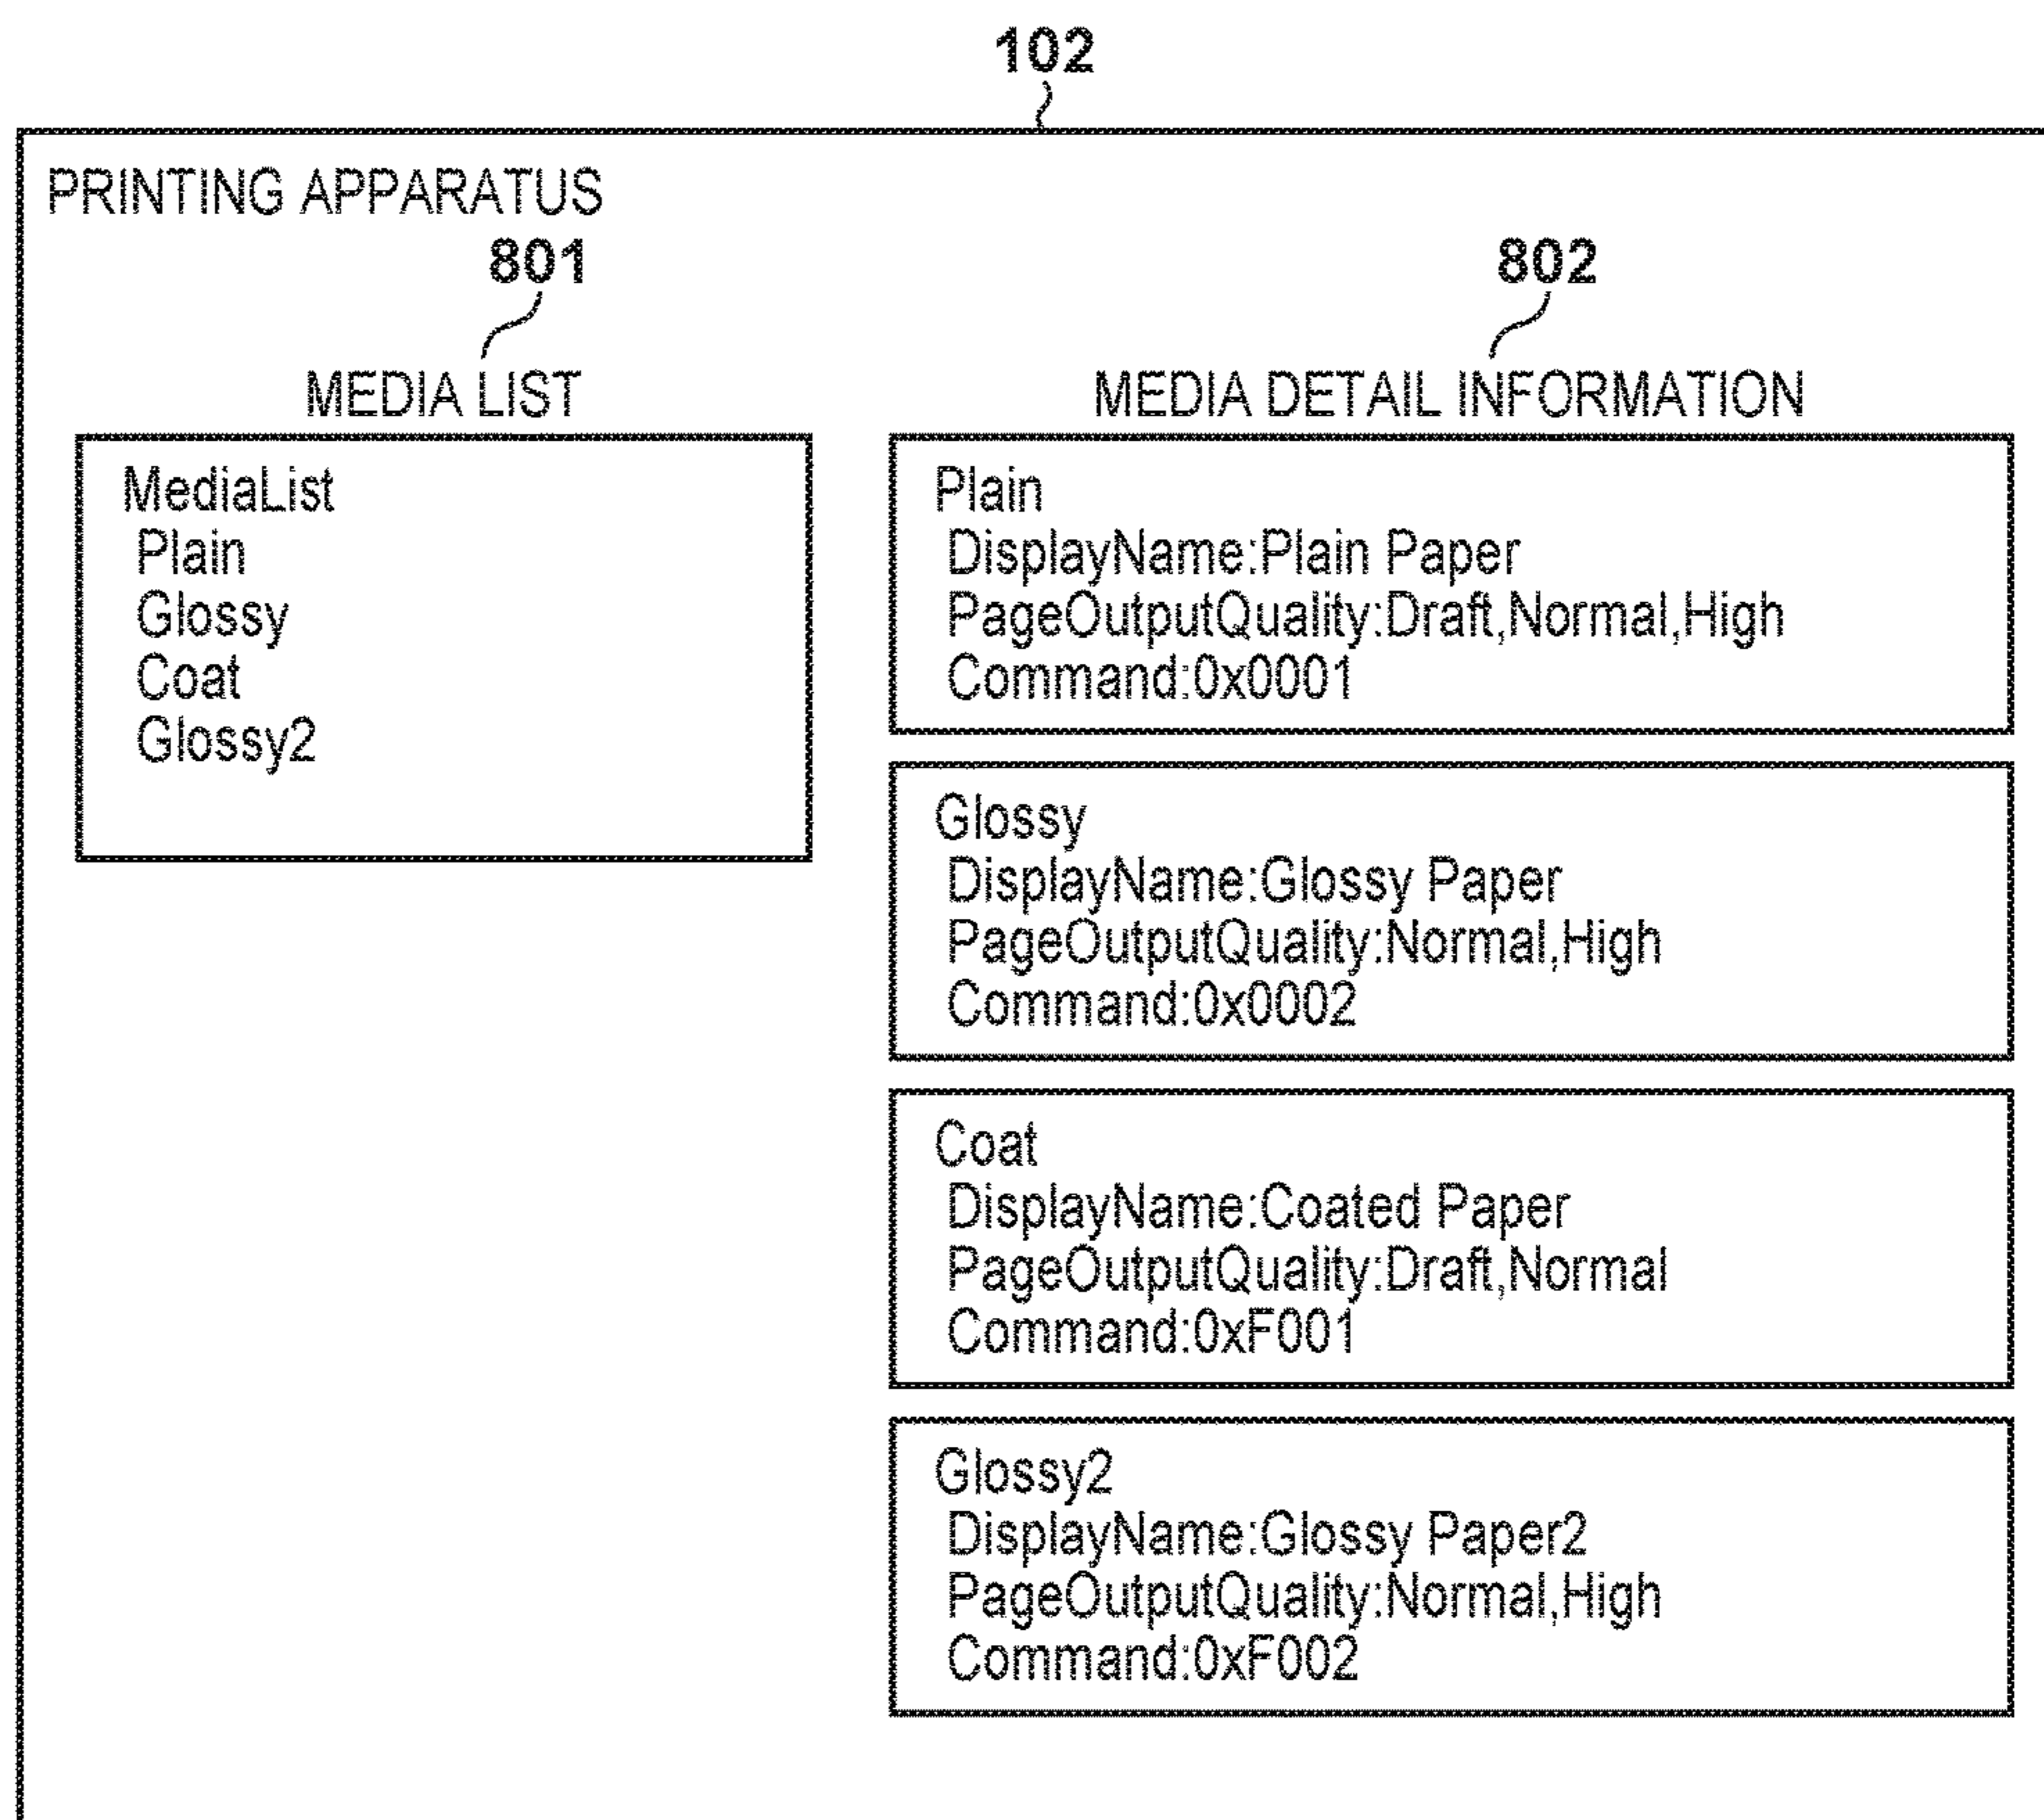 102
PRINTING APPARATUS
801
MEDIA LIST
MediaList
Plain
Glossy
Coat
Glossy2
802
MEDIA DETAIL INFORMATION
Plain
DisplayName:Plain Paper
PageOutputQuality:Draft,Normal,High
Command:0x0001
Glossy
DisplayName:Glossy Paper
PageOutputQuality:Normal,High
Command:0x0002
Coat
DisplayName:Coated Paper
PageOutputQuality:Draft,Normal
Command:0xF001
Glossy2
DisplayName:Glossy Paper2
PageOutputQuality:Normal,High
Command:0xF002